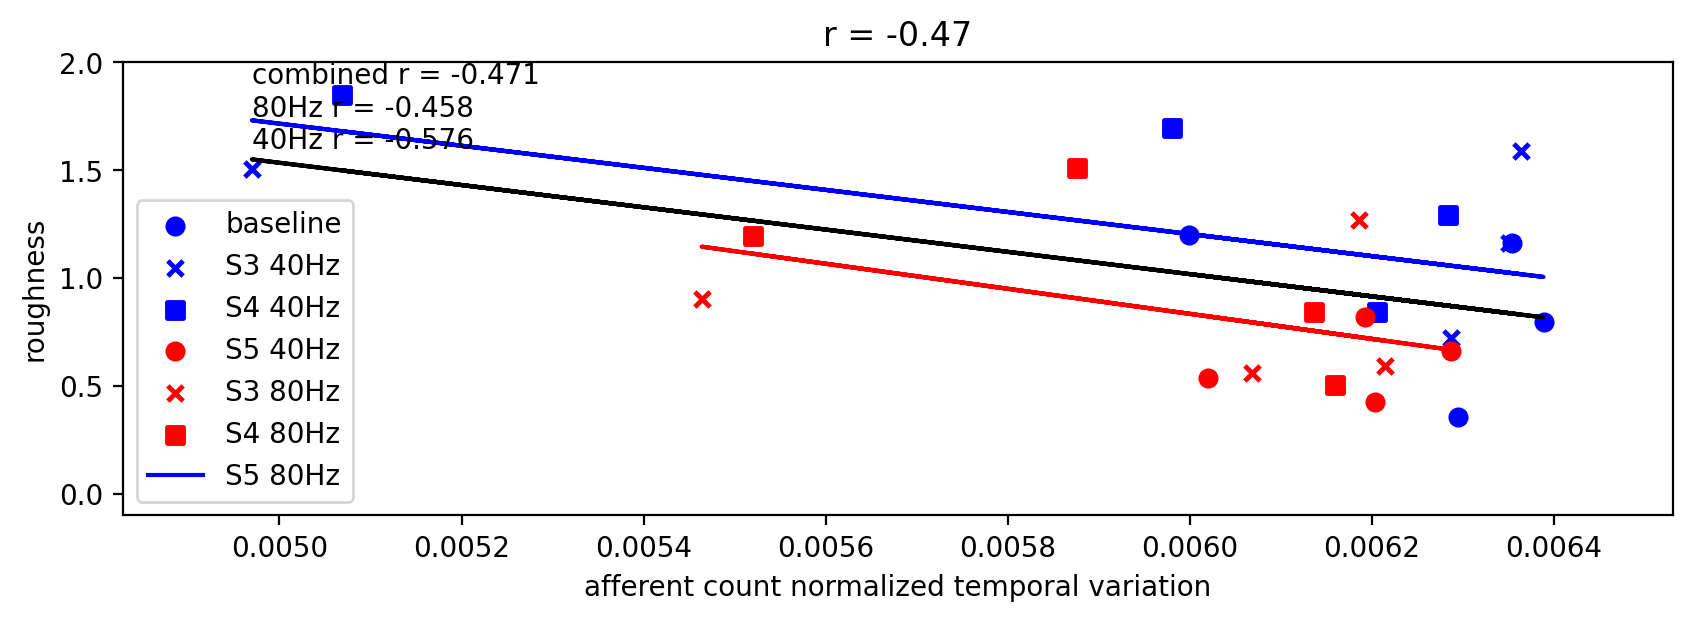 r = -0.47
combined r = -0.471
80Hz r = -0.458
40Hz r = -0.576
2.0
1.5
1.0
0.5
0.0
roughness
baseline
S3 40Hz
S4 40Hz
S5 40Hz
S3 80Hz
S4 80Hz
S5 80Hz
0.0050 0.0052 0.0054 0.0056 0.0058 0.0060 0.0062 0.0064
afferent count normalized temporal variation